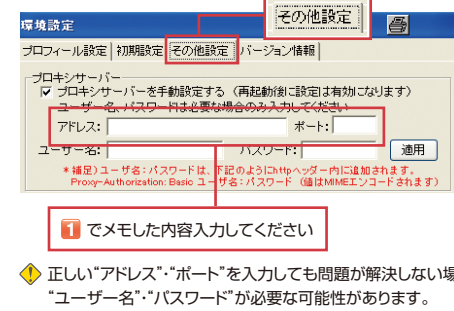 その他設定
環境設定
プロフィール設定 初期設定 その他設定 バージョン情報
プロキシサーバー
プロキシサーバーを手動設定する (再起動後に設定は有効になります)
ユーザー名、パスワードは必要な場合のみ入力してください
アドレス: ポート:
ユーザー名: パスワード: 適用
*補足)ユーザ名:パスワードは、下記のようにhttpヘッダー内に追加されます。
Proxy-Authorization: Basic ユーザ名:パスワード (値はMIMEエンコードされます)
1 でメモした内容入力してください
正しい“アドレス”・“ポート”を入力しても問題が解決しない場
“ユーザー名”・“パスワード”が必要な可能性があります。